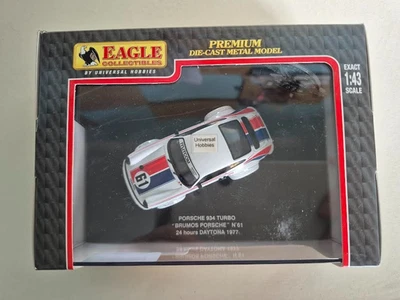 EAGLE
COLLECTIBLES
BY UNIVERSAL HOBBIES
PREMIUM
DIE-CAST METAL MODEL
EXACT
1:43
SCALE
Universal
Hobbies
61
PORSCHE 934 TURBO
"BRUMOS PORSCHE" N°61
24 hours DAYTONA 1977.